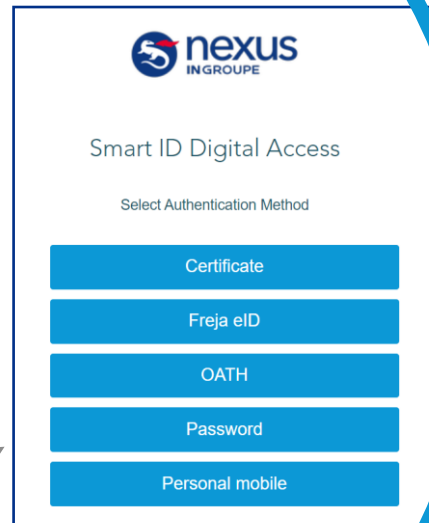 nexus
INGROUPE
Smart ID Digital Access
Select Authentication Method
Certificate
Freja eID
OATH
Password
Personal mobile